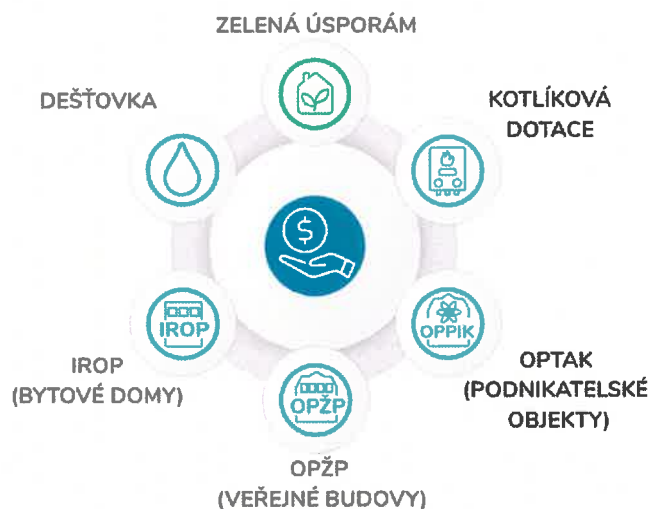 ZELENÁ ÚSPORÁM
DEŠŤOVKA
KOTLÍKOVÁ
DOTACE
$
IROP
OPPIK
IROP
(BYTOVÉ DOMY)
OPŽP
OPTAK
(PODNIKATELSKÉ
OBJEKTY)
OPŽP
(VEŘEJNÉ BUDOVY)